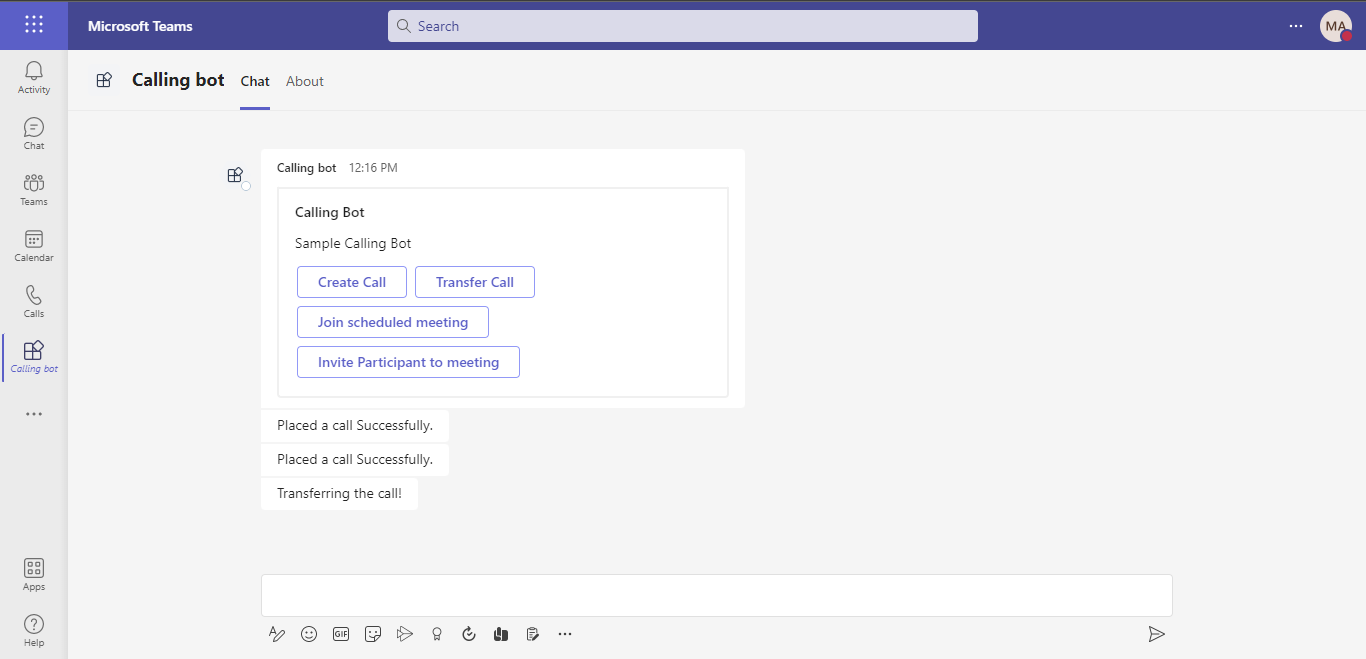 Microsoft Teams
Search
MA
Activity
Chat
Teams
Calendar
Calls
Calling bot
Apps
Help
Calling bot Chat About
Calling bot 12:16 PM
Calling Bot
Sample Calling Bot
Create Call Transfer Call
Join scheduled meeting
Invite Participant to meeting
Placed a call Successfully.
Placed a call Successfully.
Transferring the call!
GIF